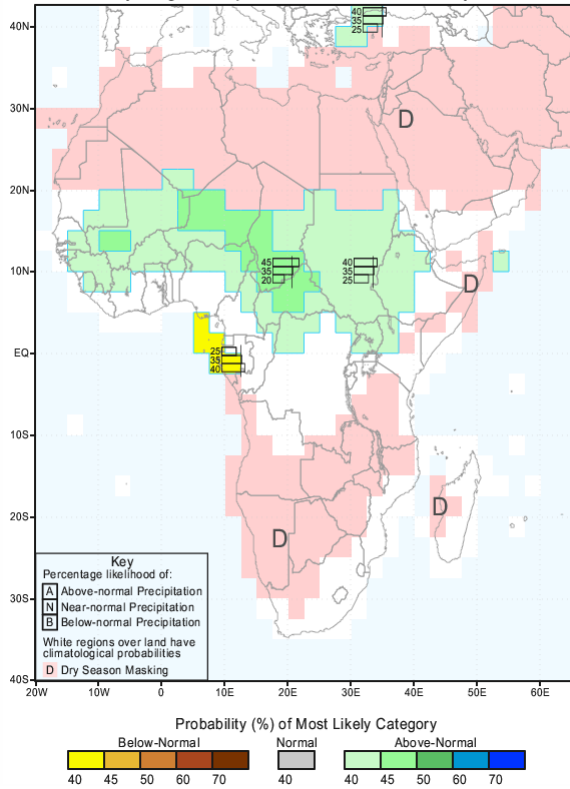 40
35
25
40N
30N
20N
10N
EQ
10S
20S
30S
40S
D
45
35
20
40
35
25
D
25
35
40
D
D
Key
Percentage likelihood of:
A Above-normal Precipitation
N Near-normal Precipitation
B Below-normal Precipitation
White regions over land have
climatological probabilities
D Dry Season Masking
20W 10W 0 10E 20E 30E 40E 50E 60E
Probability (%) of Most Likely Category
Below-Normal Normal Above-Normal
40 45 50 60 70 40 40 45 50 60 70